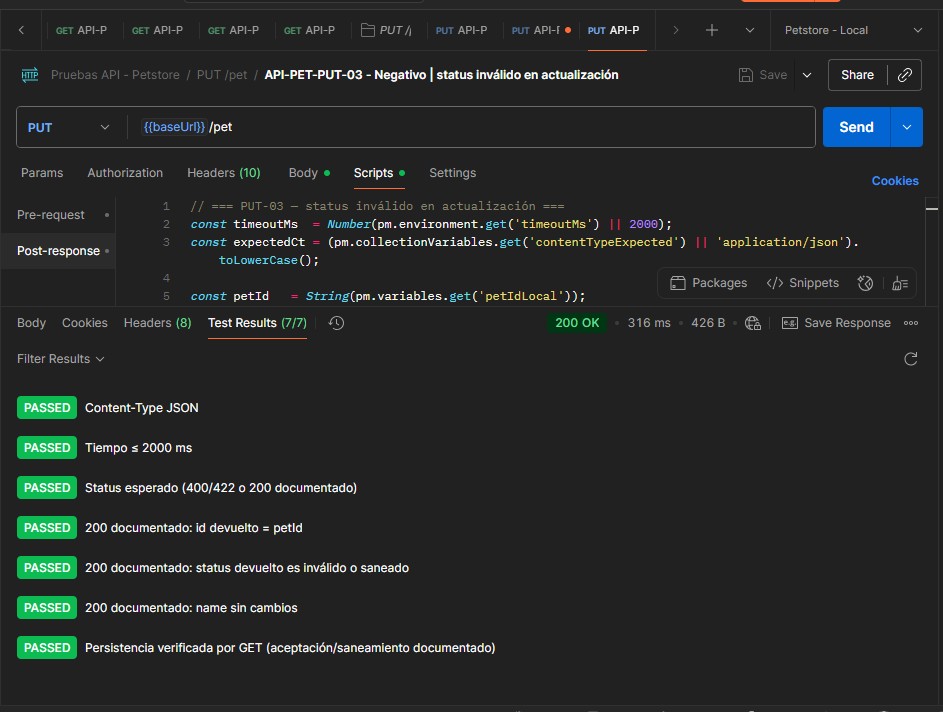 GET API-P GET API-P GET API-P GET API-P PUT / PUT API-P PUT API-F PUT API-P Petstore - Local
HTTP Pruebas API - Petstore / PUT /pet / API-PET-PUT-03 - Negativo | status inválido en actualización Save Share
PUT {{baseUrl}} /pet Send
Params Authorization Headers (10) Body Scripts Settings Cookies
Pre-request
Post-response
1 // === PUT-03 — status inválido en actualización ===
2 const timeoutMs = Number(pm.environment.get('timeoutMs') || 2000);
3 const expectedCt = (pm.collectionVariables.get('contentTypeExpected') || 'application/json').
toLowerCase();
4
5 const petId = String(pm.variables.get('petIdLocal'));
Packages </> Snippets
Body Cookies Headers (8) Test Results (7/7) 200 OK 316 ms 426 B e.g. Save Response
Filter Results
PASSED Content-Type JSON
PASSED Tiempo ≤ 2000 ms
PASSED Status esperado (400/422 o 200 documentado)
PASSED 200 documentado: id devuelto = petId
PASSED 200 documentado: status devuelto es inválido o saneado
PASSED 200 documentado: name sin cambios
PASSED Persistencia verificada por GET (aceptación/saneamiento documentado)